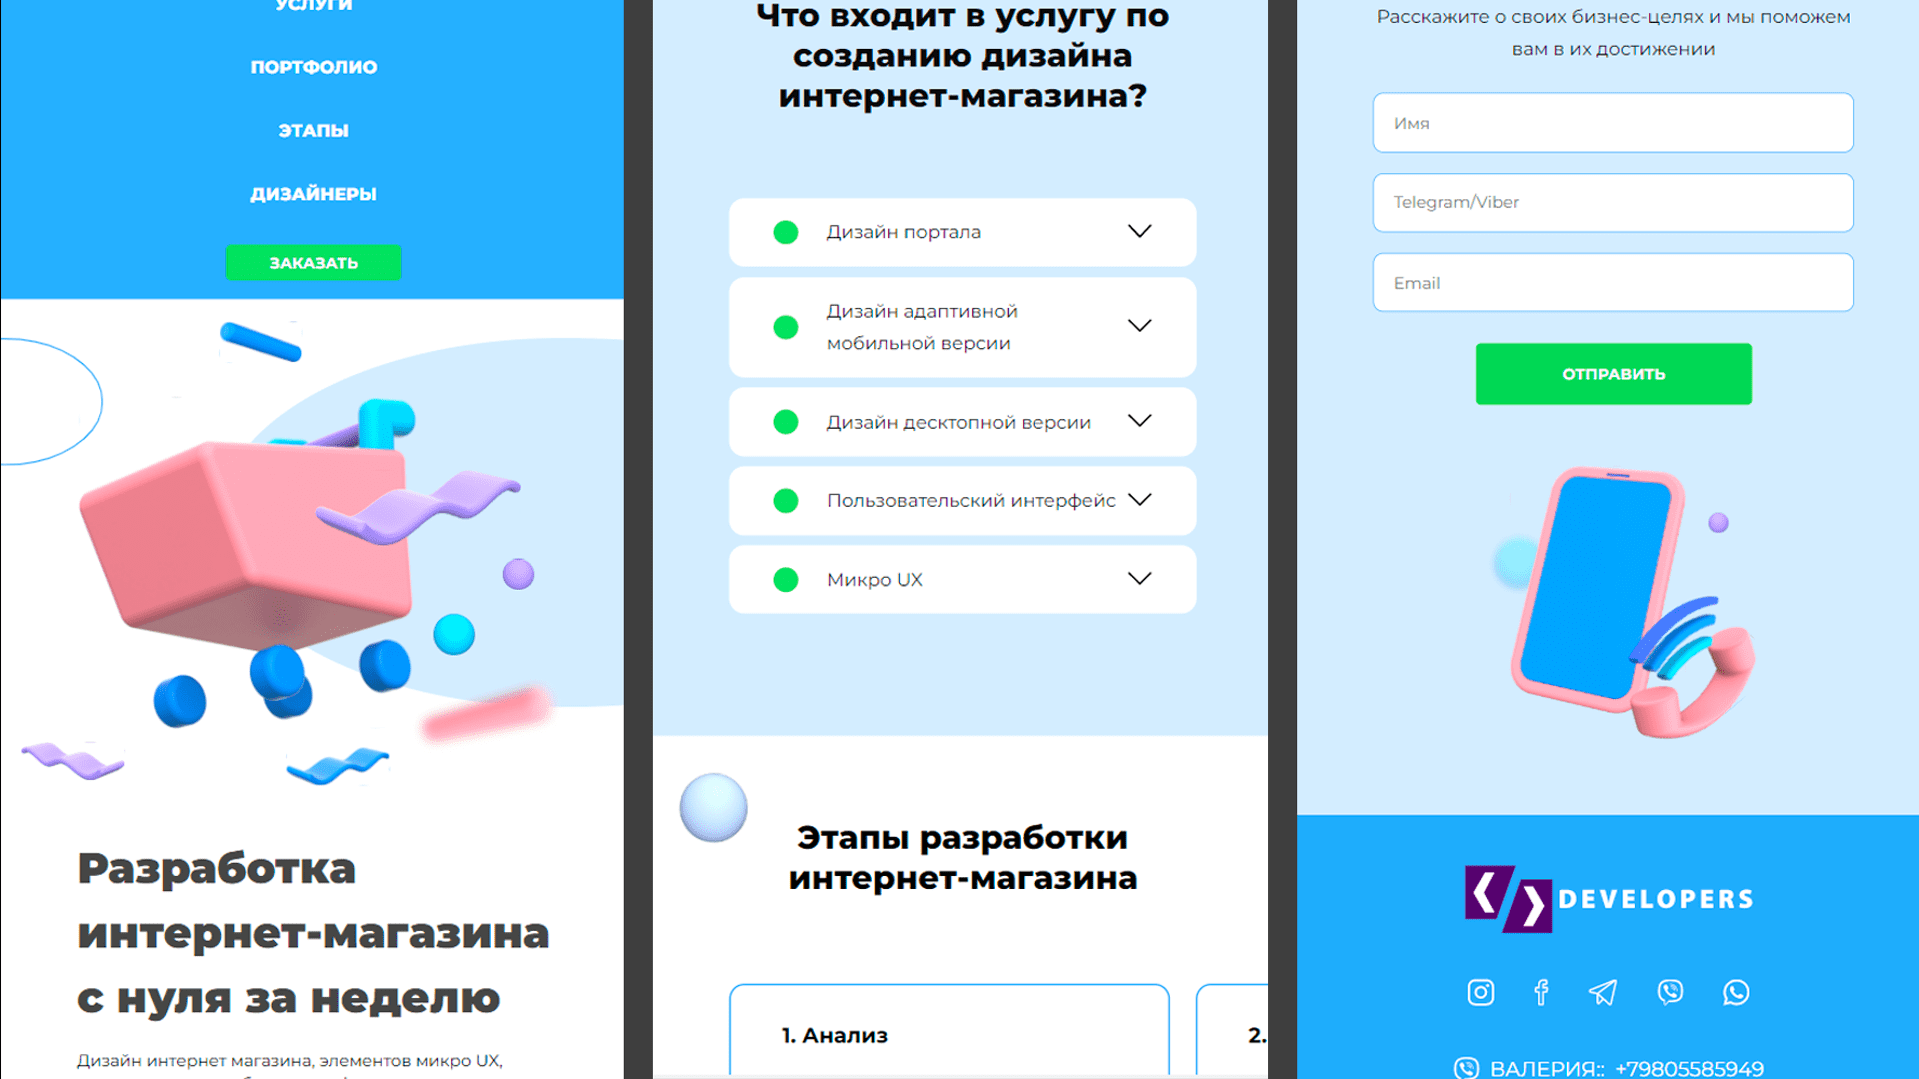 УСЛУГИ
ПОРТФОЛИО
ЭТАПЫ
ДИЗАЙНЕРЫ
ЗАКАЗАТЬ
Разработка
интернет-магазина
с нуля за неделю
Дизайн интернет магазина, элементов микро UX,
Что входит в услугу по
созданию дизайна
интернет-магазина?
Дизайн портала
Дизайн адаптивной
мобильной версии
Дизайн десктопной версии
Пользовательский интерфейс
Микро UX
Этапы разработки
интернет-магазина
1. Анализ
2.
Расскажите о своих бизнес-целях и мы поможем
вам в их достижении
Имя
Telegram/Viber
Email
ОТПРАВИТЬ
DEVELOPERS
ВАЛЕРИЯ:: +79805585949